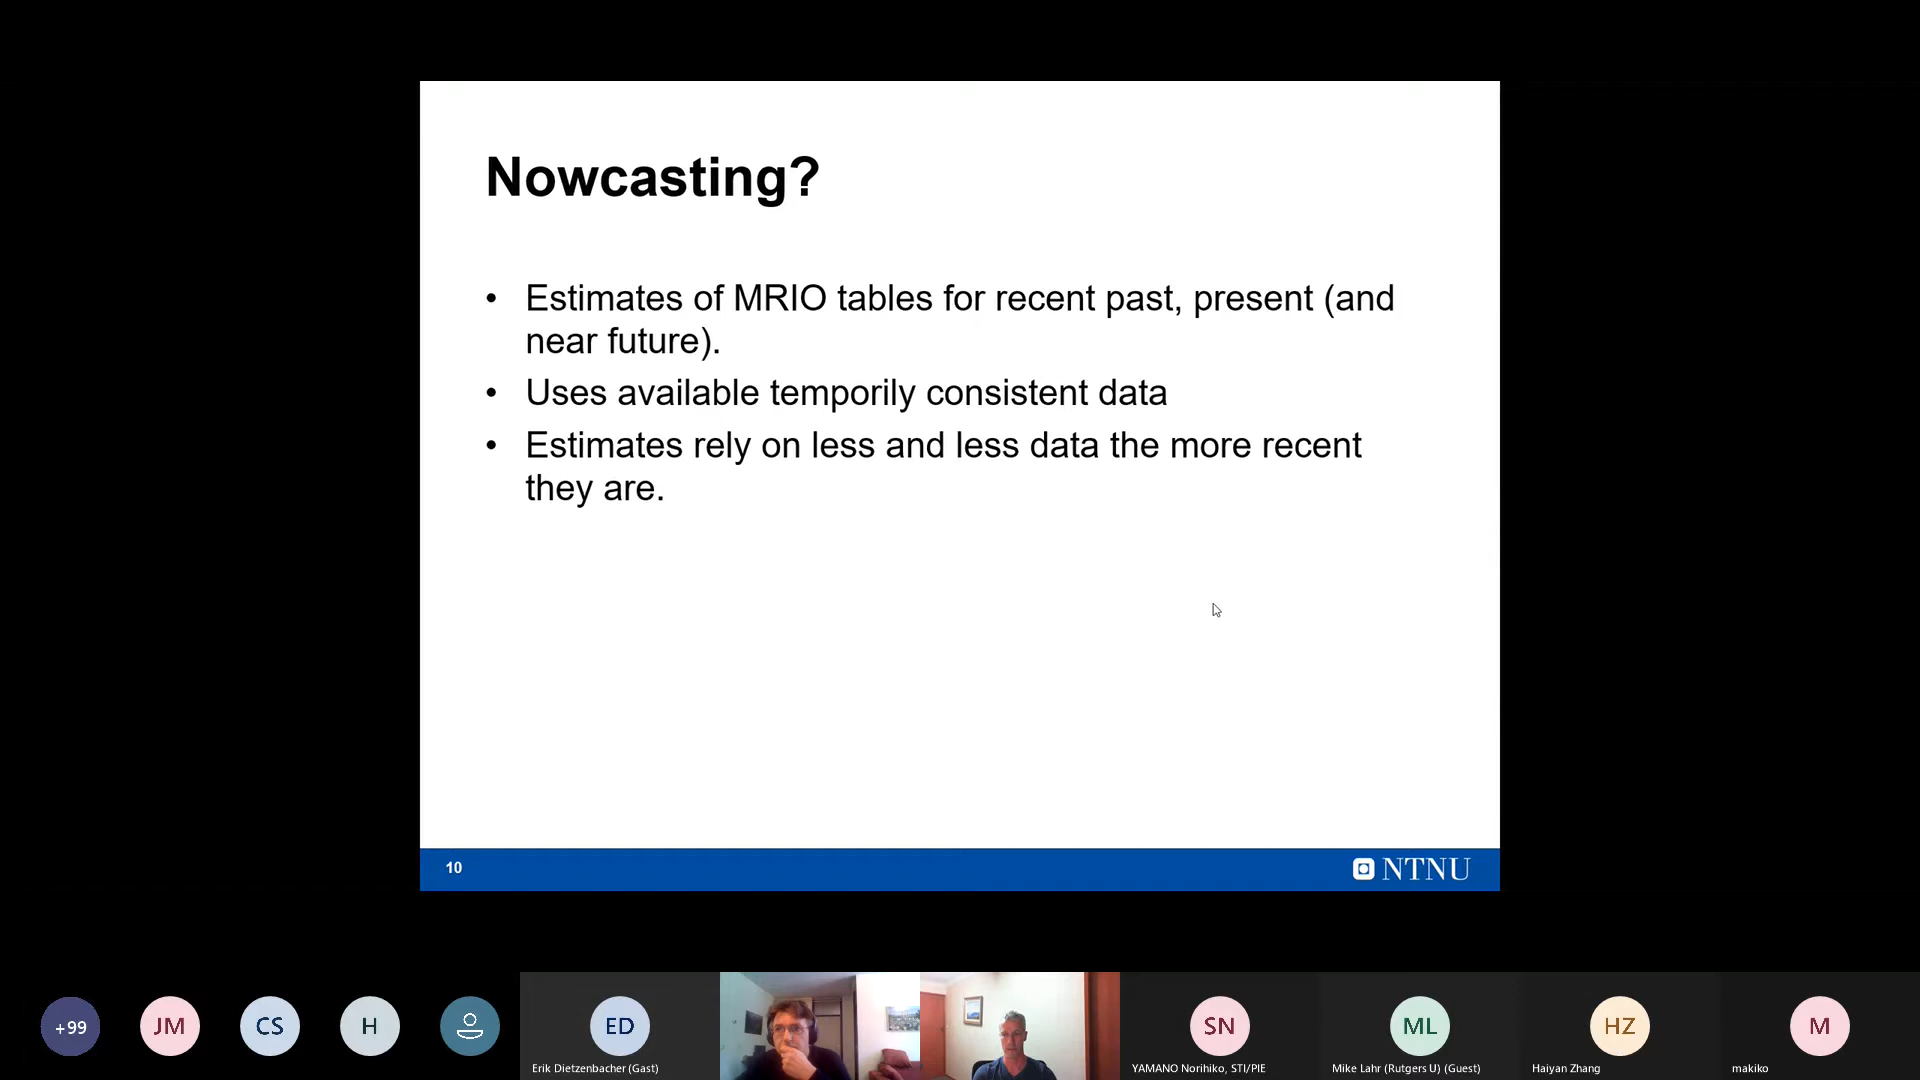 Nowcasting?
• Estimates of MRIO tables for recent past, present (and
near future).
• Uses available temporily consistent data
• Estimates rely on less and less data the more recent
they are.
10
NTNU
+99
JM
CS
H
ED
SN
ML
HZ
M
Erik Dietzenbacher (Gast)
YAMANO Norihiko, STI/PIE
Mike Lahr (Rutgers U) (Guest)
Haiyan Zhang
makiko